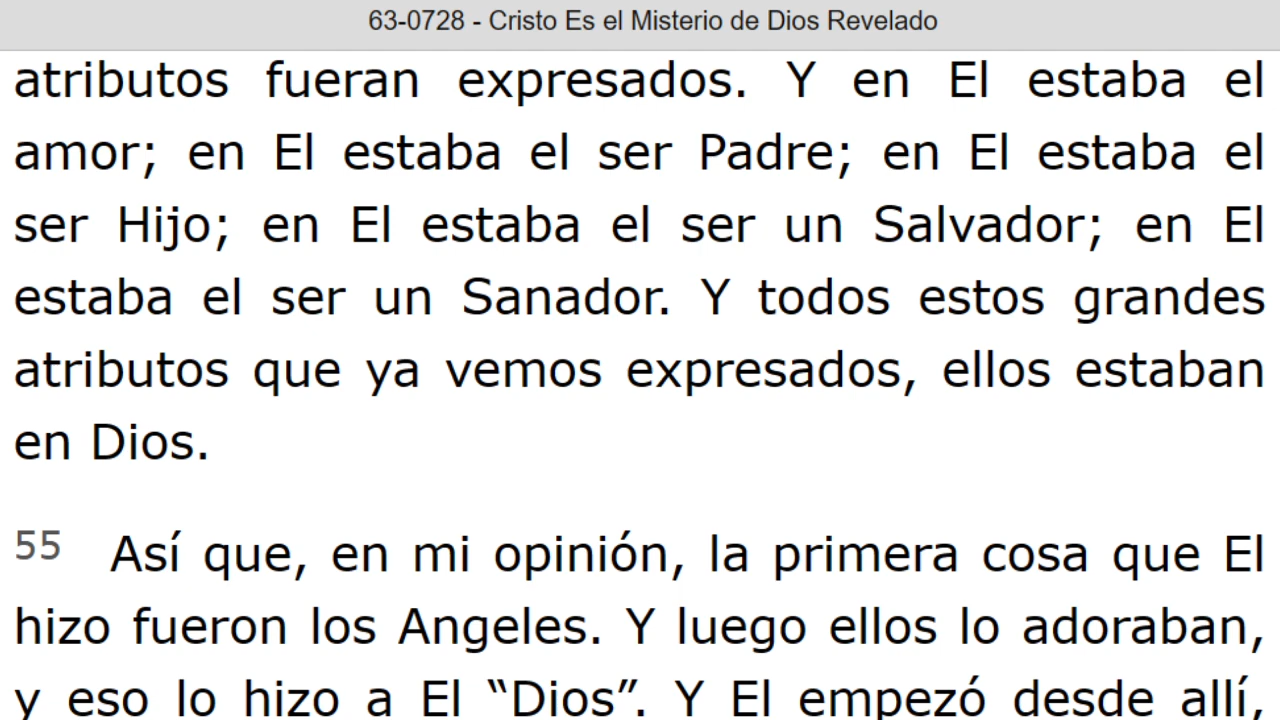 63-0728 - Cristo Es el Misterio de Dios Revelado
atributos fueran expresados. Y en El estaba el
amor; en El estaba el ser Padre; en El estaba el
ser Hijo; en El estaba el ser un Salvador; en El
estaba el ser un Sanador. Y todos estos grandes
atributos que ya vemos expresados, ellos estaban
en Dios.
55 Así que, en mi opinión, la primera cosa que El
hizo fueron los Angeles. Y luego ellos lo adoraban,
y eso lo hizo a El “Dios”. Y El empezó desde allí,